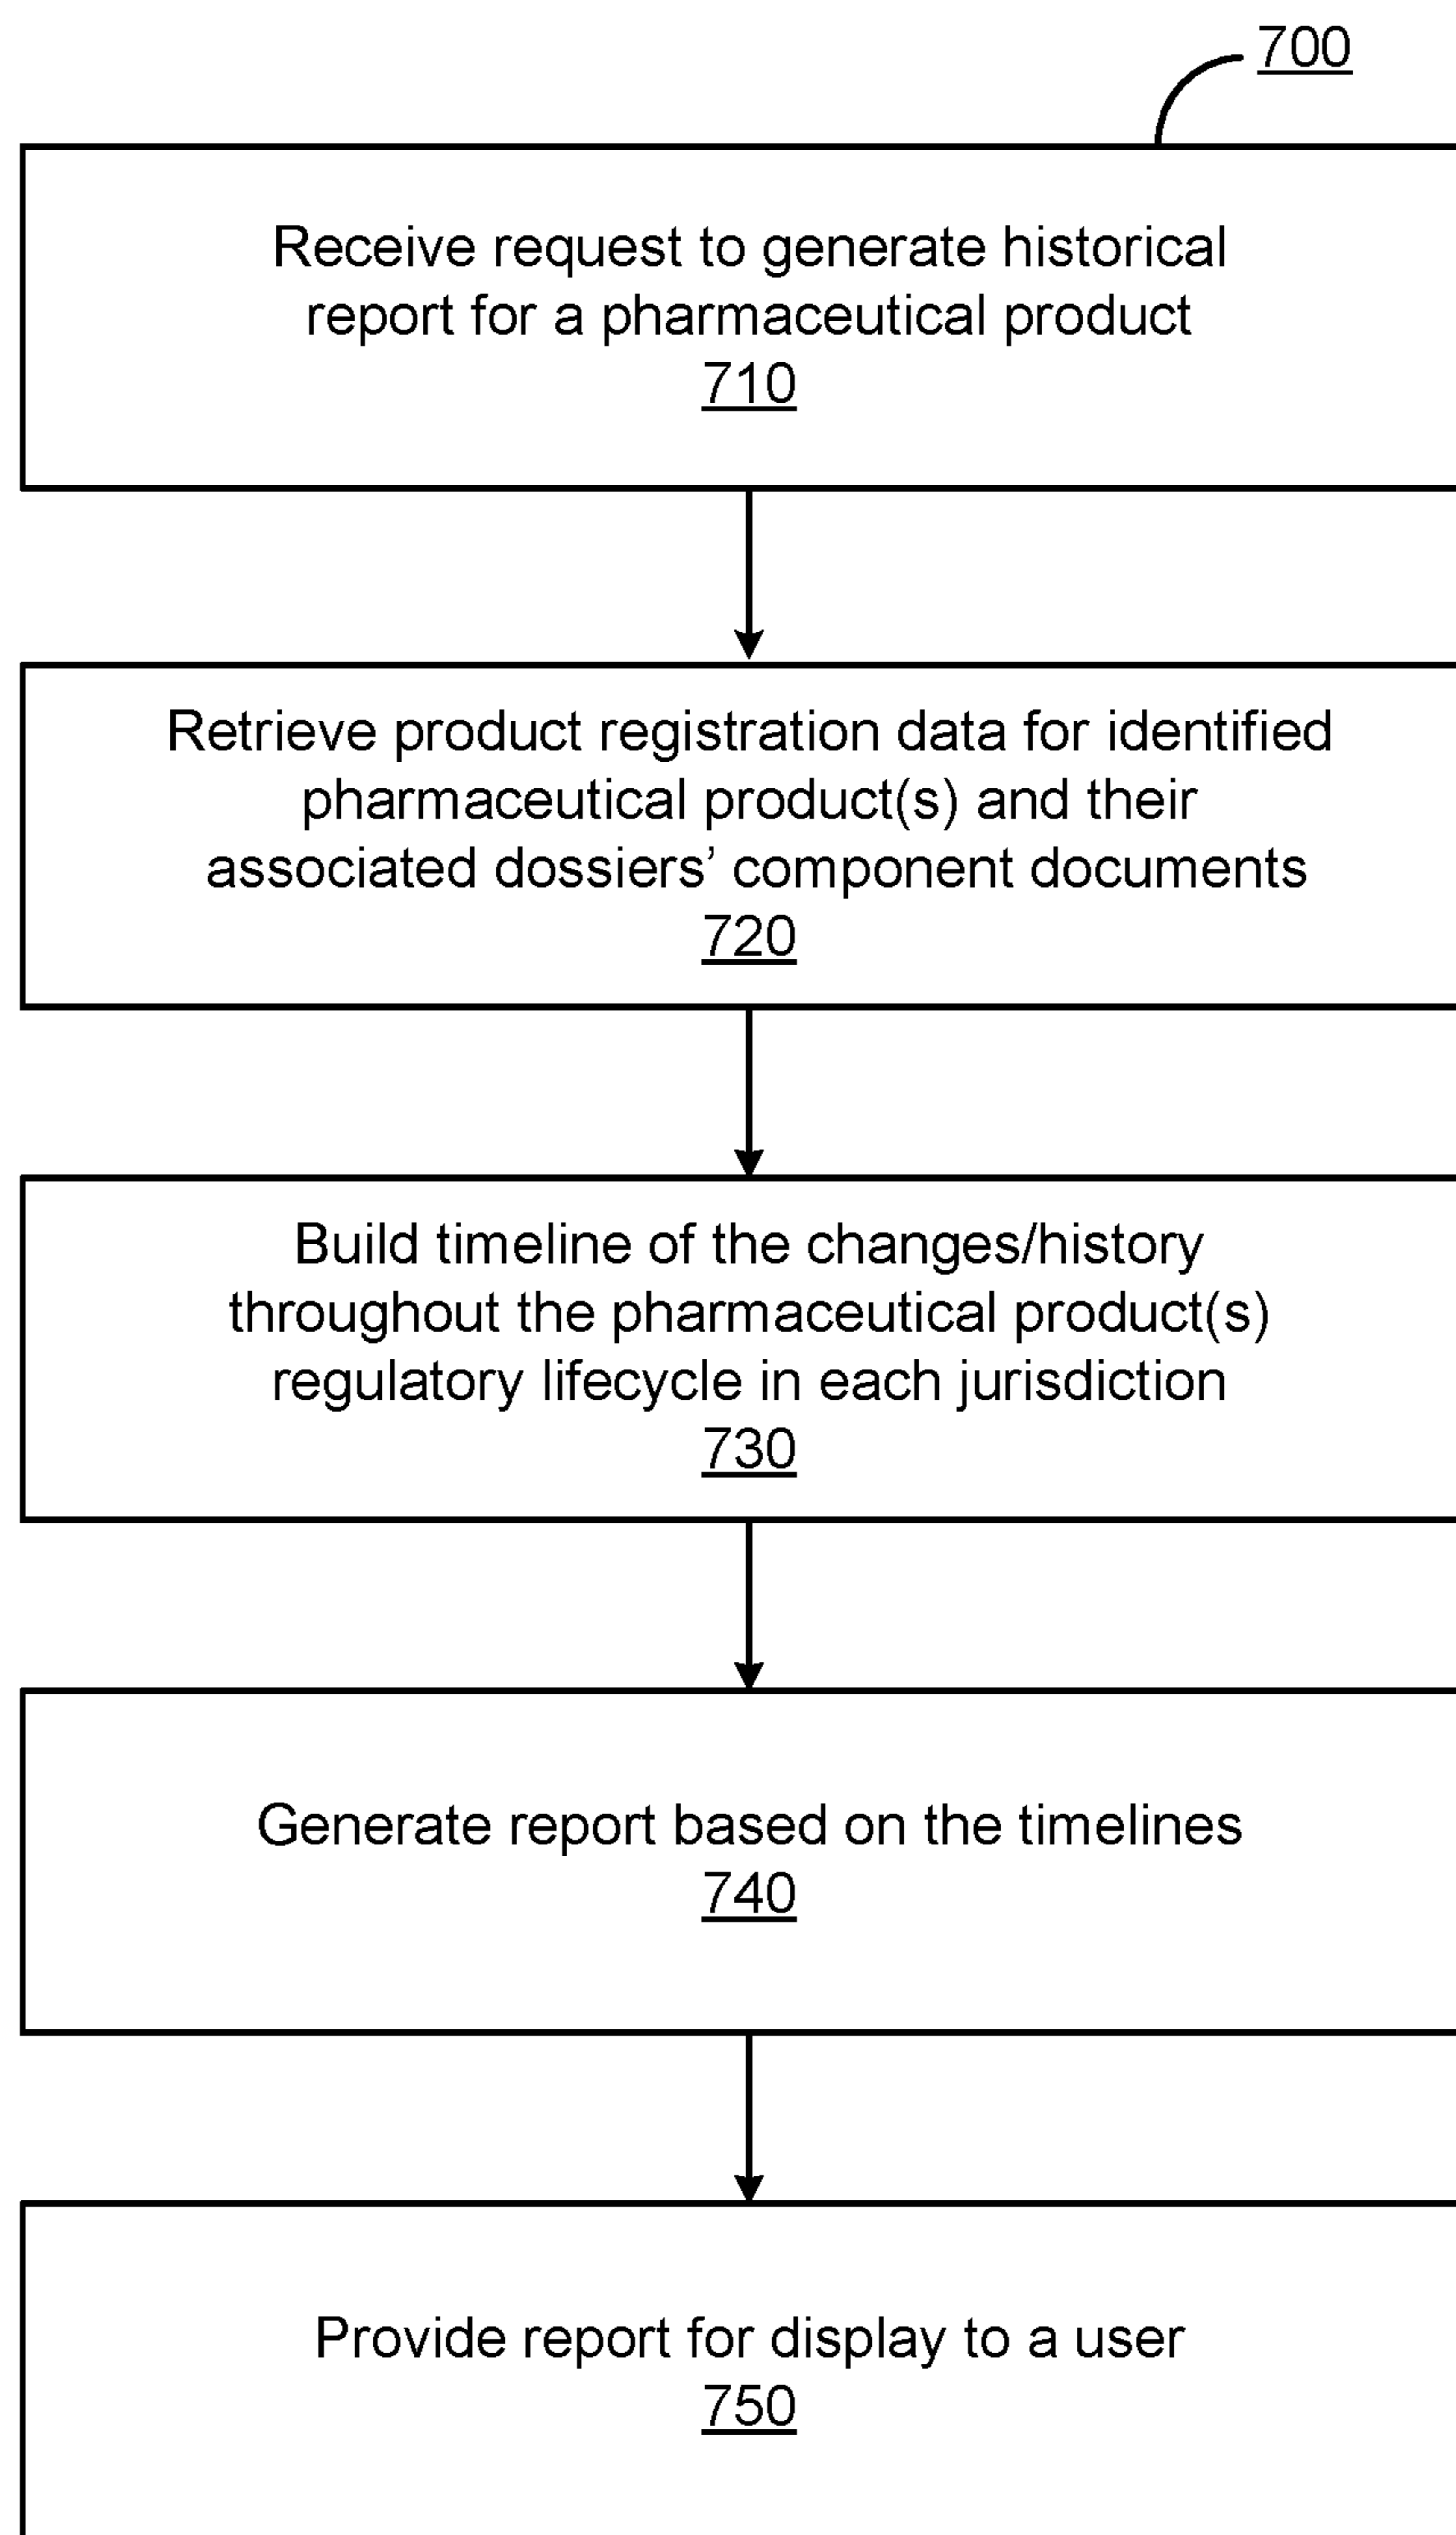 700
Receive request to generate historical
report for a pharmaceutical product
710
Retrieve product registration data for identified
pharmaceutical product(s) and their
associated dossiers’ component documents
720
Build timeline of the changes/history
throughout the pharmaceutical product(s)
regulatory lifecycle in each jurisdiction
730
Generate report based on the timelines
740
Provide report for display to a user
750